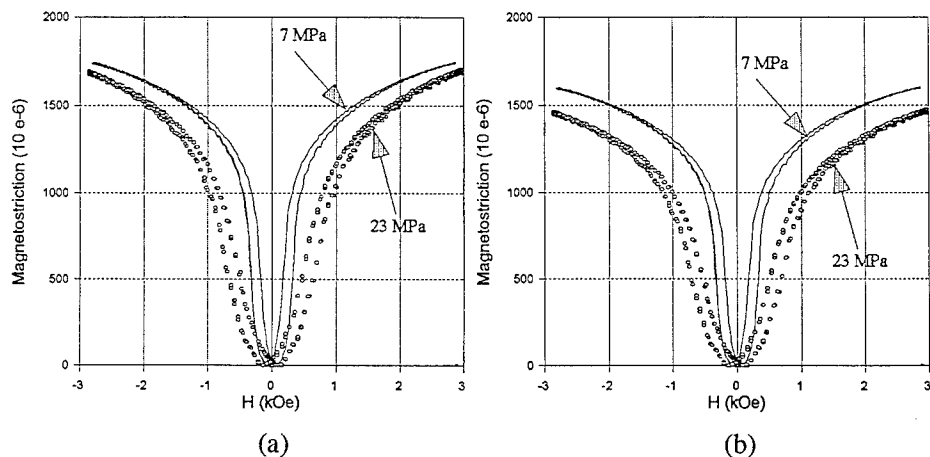 2000
1500
1000
500
0
Magnetostriction (10 e-6)
7 MPa
23 MPa
-3 -2 -1 0 1 2 3
H (kOe)
(a)
2000
1500
1000
500
0
Magnetostriction (10 e-6)
7 MPa
23 MPa
-3 -2 -1 0 1 2 3
H (kOe)
(b)